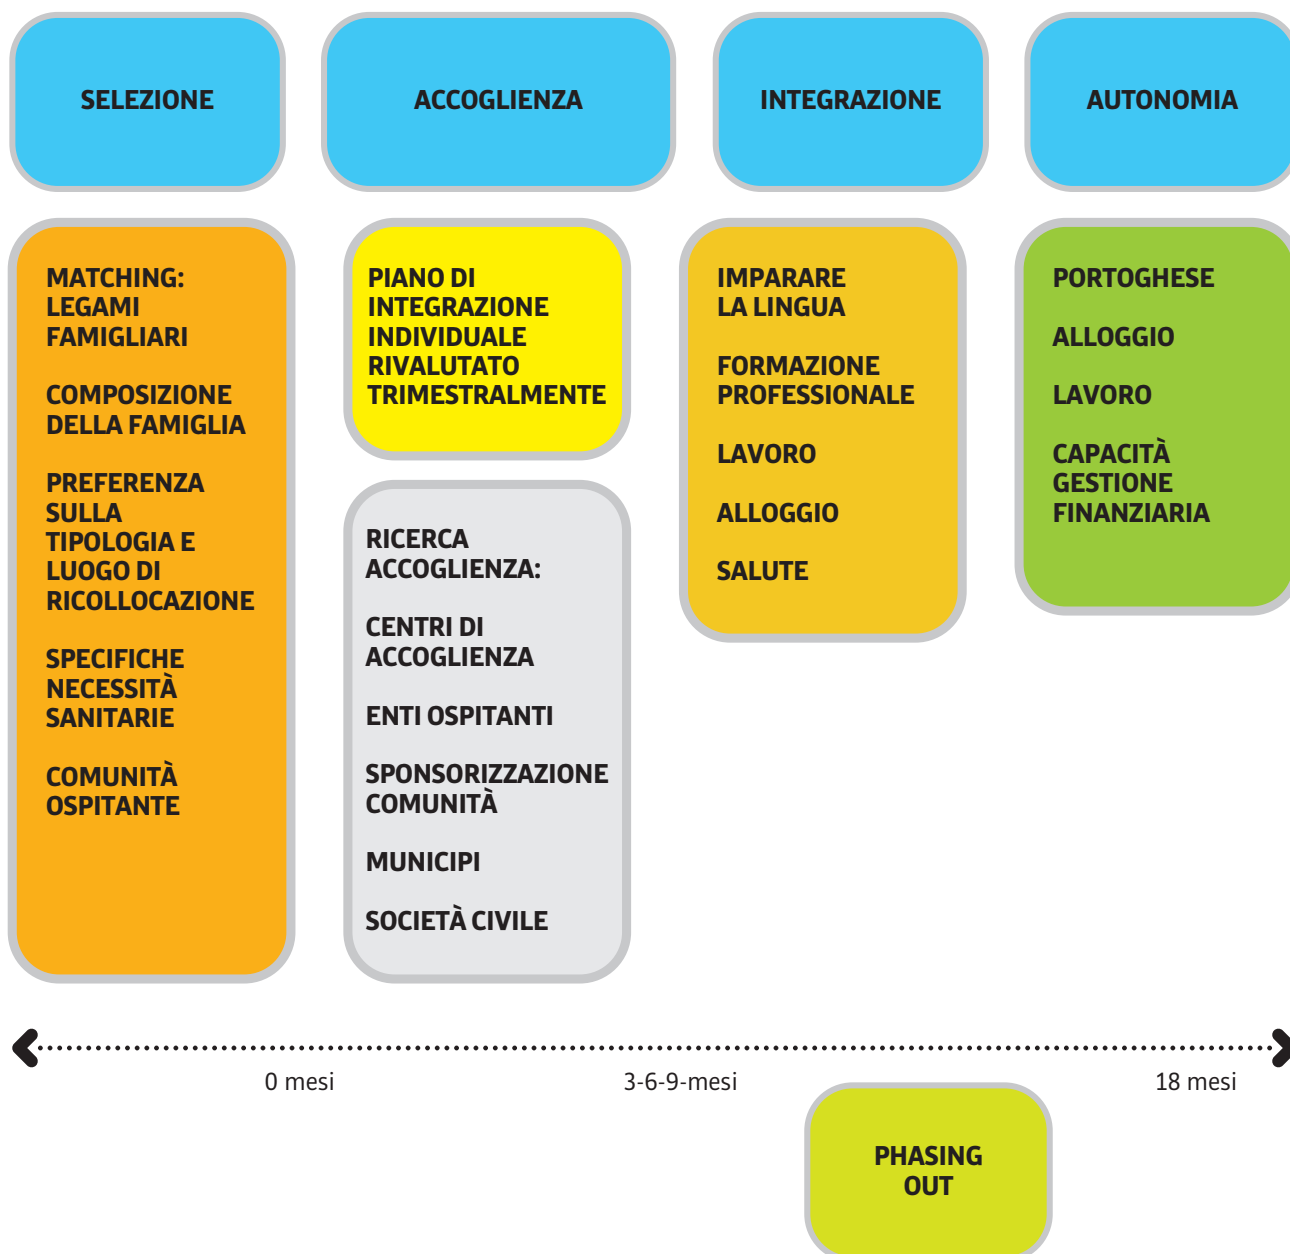 SELEZIONE
ACCOGLIENZA
INTEGRAZIONE
AUTONOMIA
MATCHING:
LEGAMI
FAMIGLIARI
COMPOSIZIONE
DELLA FAMIGLIA
PREFERENZA
SULLA
TIPOLOGIA E
LUOGO DI
RICOLLOCAZIONE
SPECIFICHE
NECESSITÀ
SANITARIE
COMUNITÀ
OSPITANTE
PIANO DI
INTEGRAZIONE
INDIVIDUALE
RIVALUTATO
TRIMESTRALMENTE
RICERCA
ACCOGLIENZA:
CENTRI DI
ACCOGLIENZA
ENTI OSPITANTI
SPONSORIZZAZIONE
COMUNITÀ
MUNICIPI
SOCIETÀ CIVILE
IMPARARE
LA LINGUA
FORMAZIONE
PROFESSIONALE
LAVORO
ALLOGGIO
SALUTE
PORTOGHESE
ALLOGGIO
LAVORO
CAPACITÀ
GESTIONE
FINANZIARIA
0 mesi
3-6-9-mesi
18 mesi
PHASING
OUT